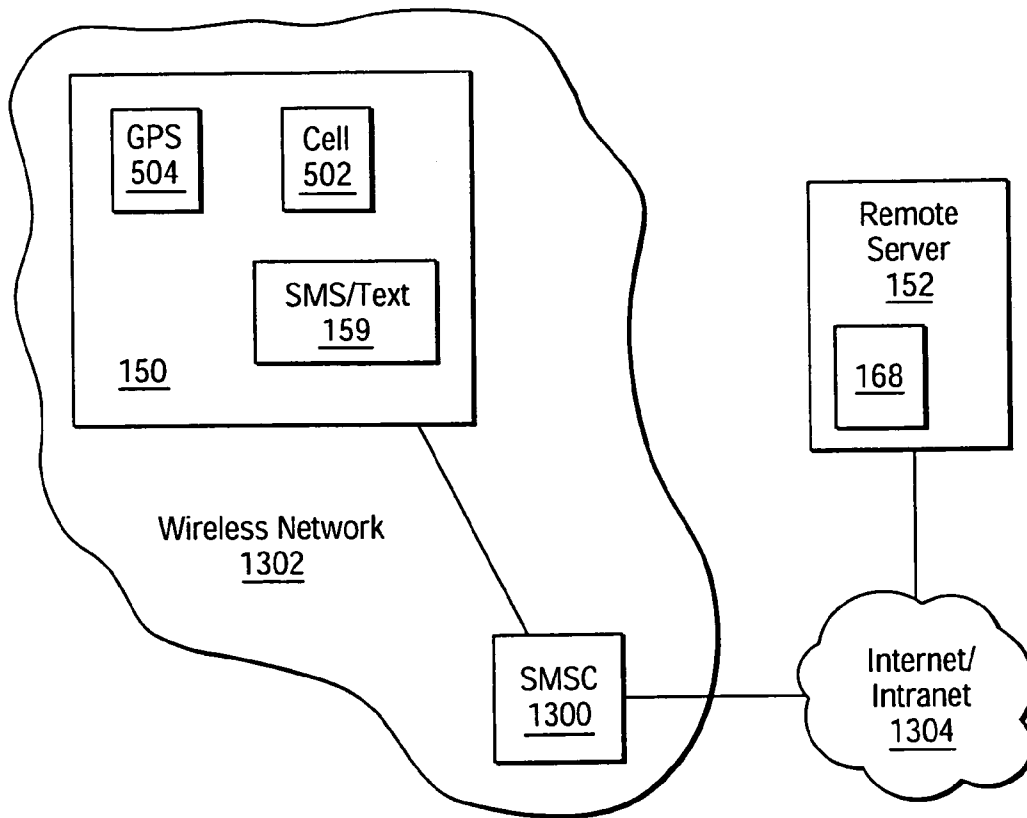 GPS
504
Cell
502
SMS/Text
159
150
Remote
Server
152
168
Wireless Network
1302
SMSC
1300
Internet/
Intranet
1304